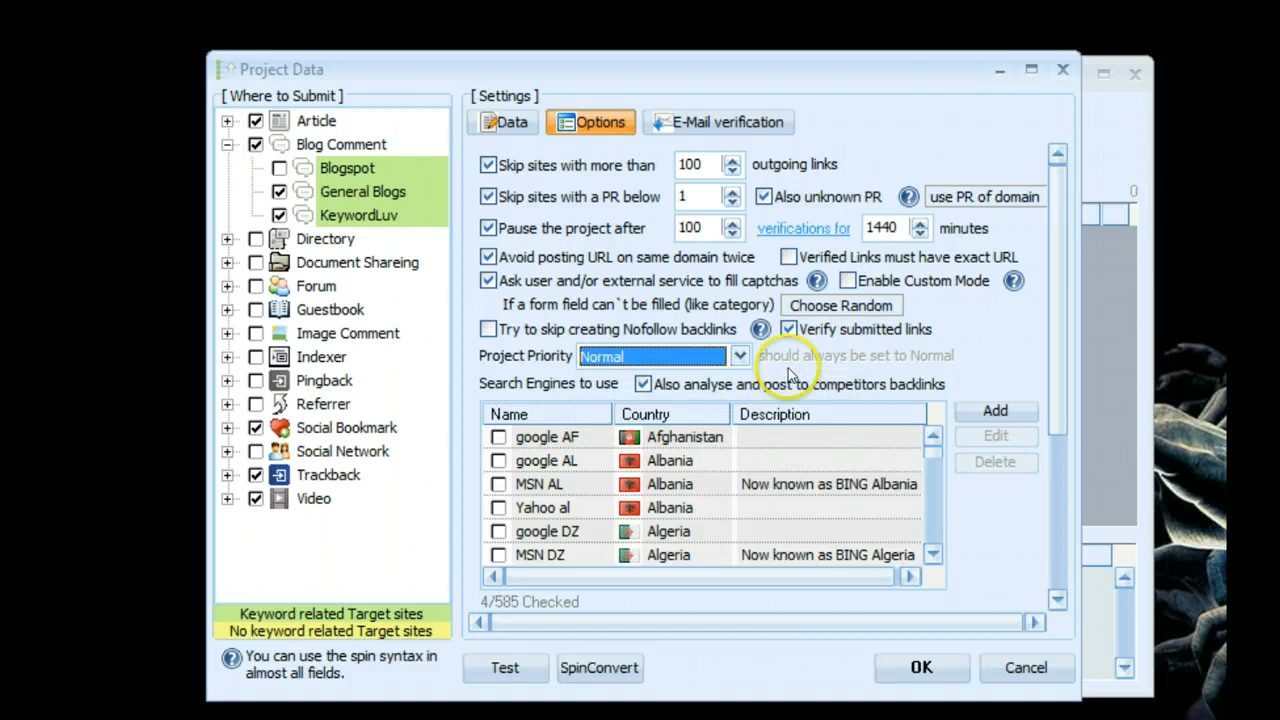 Project Data
[ Where to Submit ]
Article
Blog Comment
Blogspot
General Blogs
KeywordLuv
Directory
Document Shareing
Forum
Guestbook
Image Comment
Indexer
Pingback
Referrer
Social Bookmark
Social Network
Trackback
Video
Keyword related Target sites
No keyword related Target sites
You can use the spin syntax in
almost all fields.
[ Settings ]
Data Options E-Mail verification
Skip sites with more than 100 outgoing links
Skip sites with a PR below 1 Also unknown PR use PR of domain
Pause the project after 100 verifications for 1440 minutes
Avoid posting URL on same domain twice Verified Links must have exact URL
Ask user and/or external service to fill captchas Enable Custom Mode
If a form field can`t be filled (like category) Choose Random
Try to skip creating Nofollow backlinks Verify submitted links
Project Priority Normal should always be set to Normal
Search Engines to use Also analyse and post to competitors backlinks
Name Country Description
google AF Afghanistan
google AL Albania
MSN AL Albania Now known as BING Albania
Yahoo al Albania
google DZ Algeria
MSN DZ Algeria Now known as BING Algeria
Add
Edit
Delete
4/585 Checked
Test SpinConvert OK Cancel
0